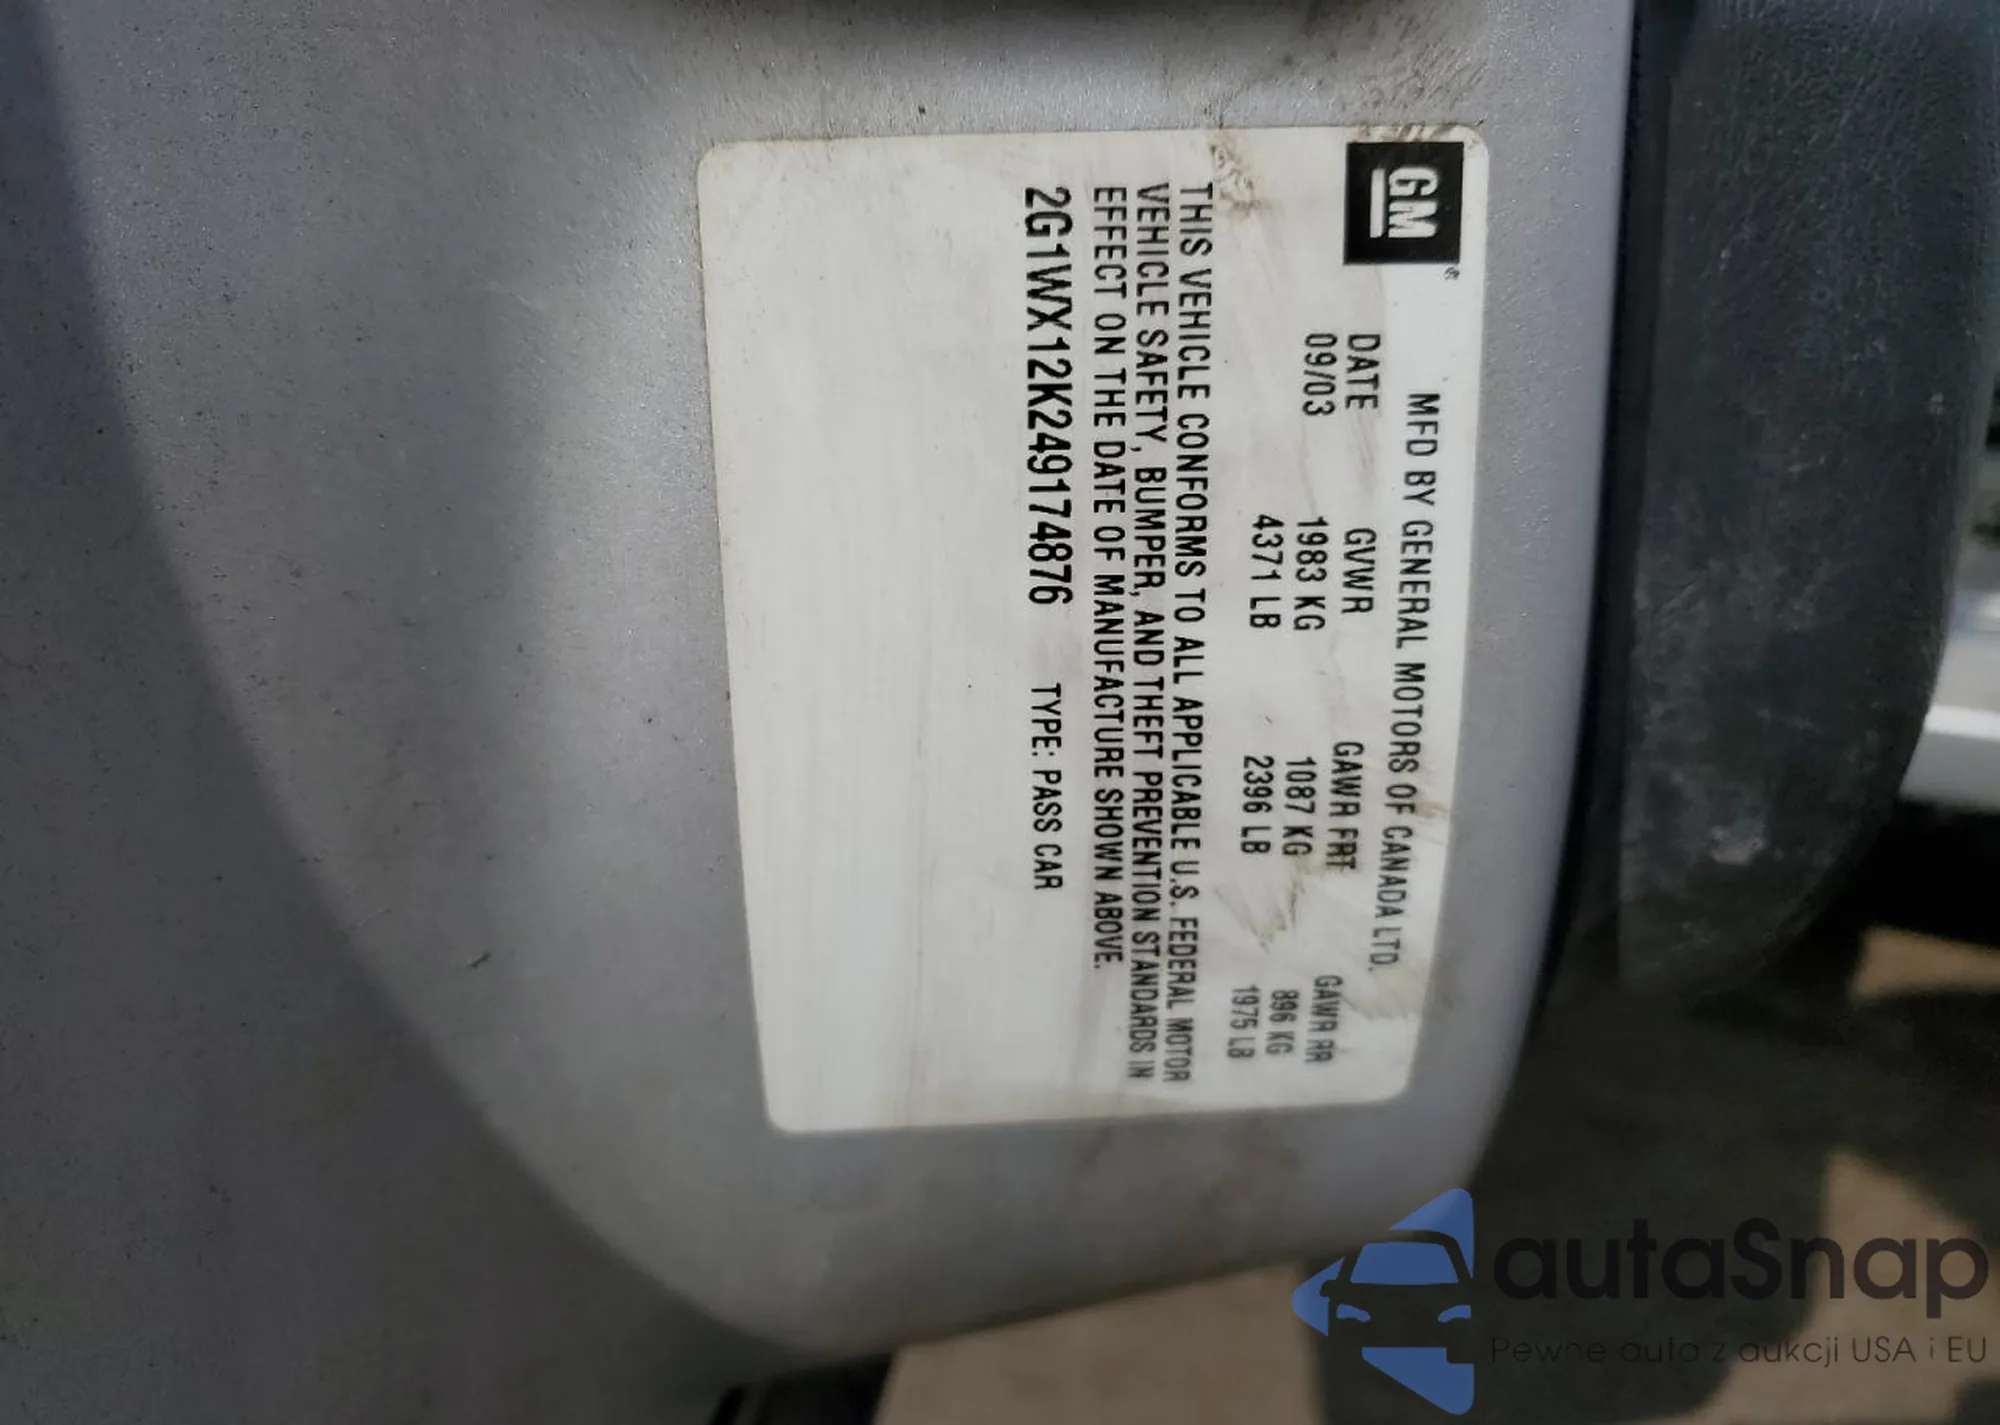 GM®
MFD BY GENERAL MOTORS OF CANADA LTD.
DATE GVWR GAWR FRT GAWR RR
09/03 1983 KG 1087 KG 896 KG
4371 LB 2396 LB 1975 LB
THIS VEHICLE CONFORMS TO ALL APPLICABLE U.S. FEDERAL MOTOR
VEHICLE SAFETY, BUMPER, AND THEFT PREVENTION STANDARDS IN
EFFECT ON THE DATE OF MANUFACTURE SHOWN ABOVE.
2G1WX12K249174876 TYPE: PASS CAR
autaSnap
Pewne auta z aukcji USA i EU